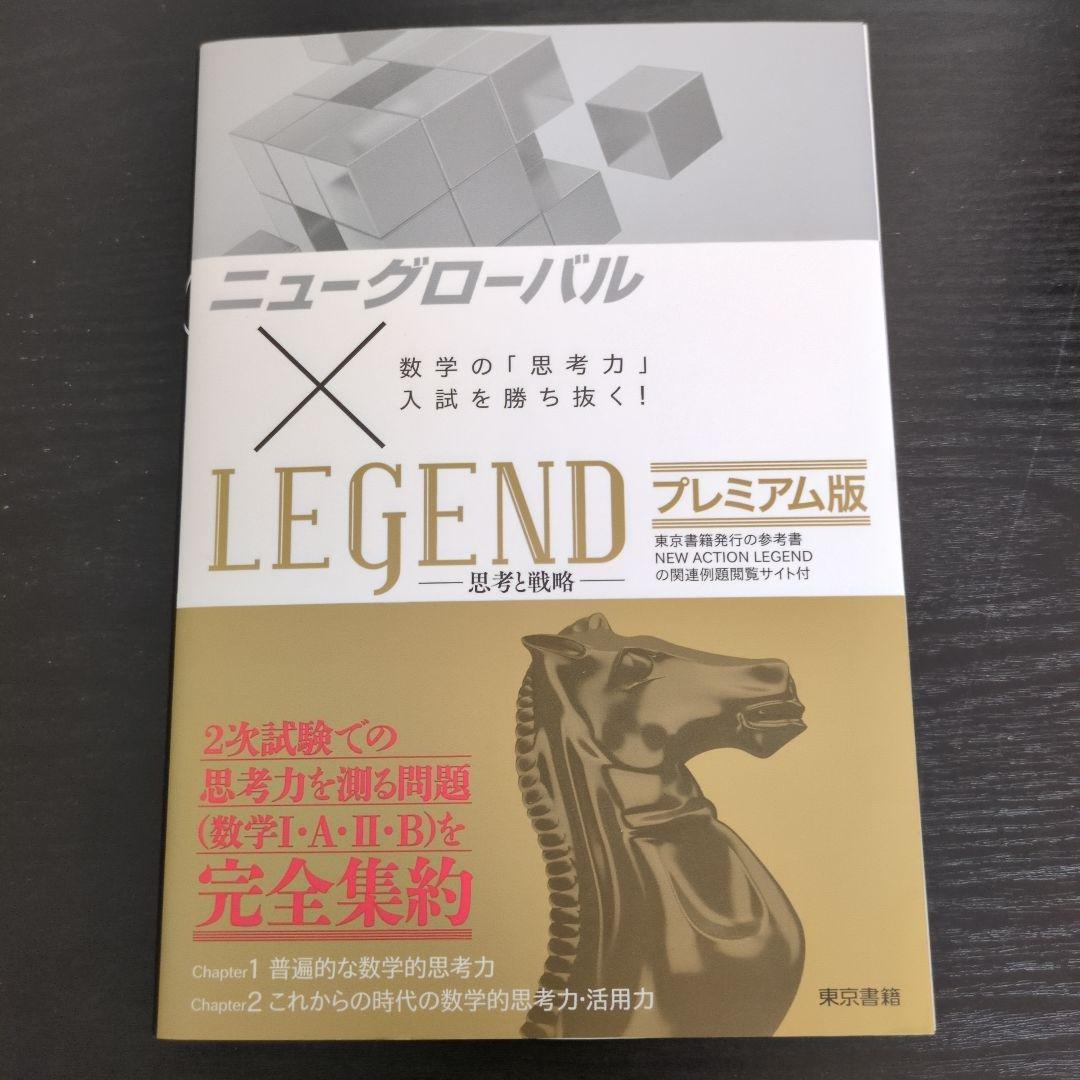 ニューグローバル
×
数学の「思考力」
入試を勝ち抜く！
LEGEND
思考と戦略
プレミアム版
東京書籍発行の参考書
NEW ACTION LEGEND
の関連例題閲覧サイト付
2次試験での
思考力を測る問題
(数学I・A・II・B)を
完全集約
Chapter1 普遍的な数学的思考力
Chapter2 これからの時代の数学的思考力・活用力
東京書籍